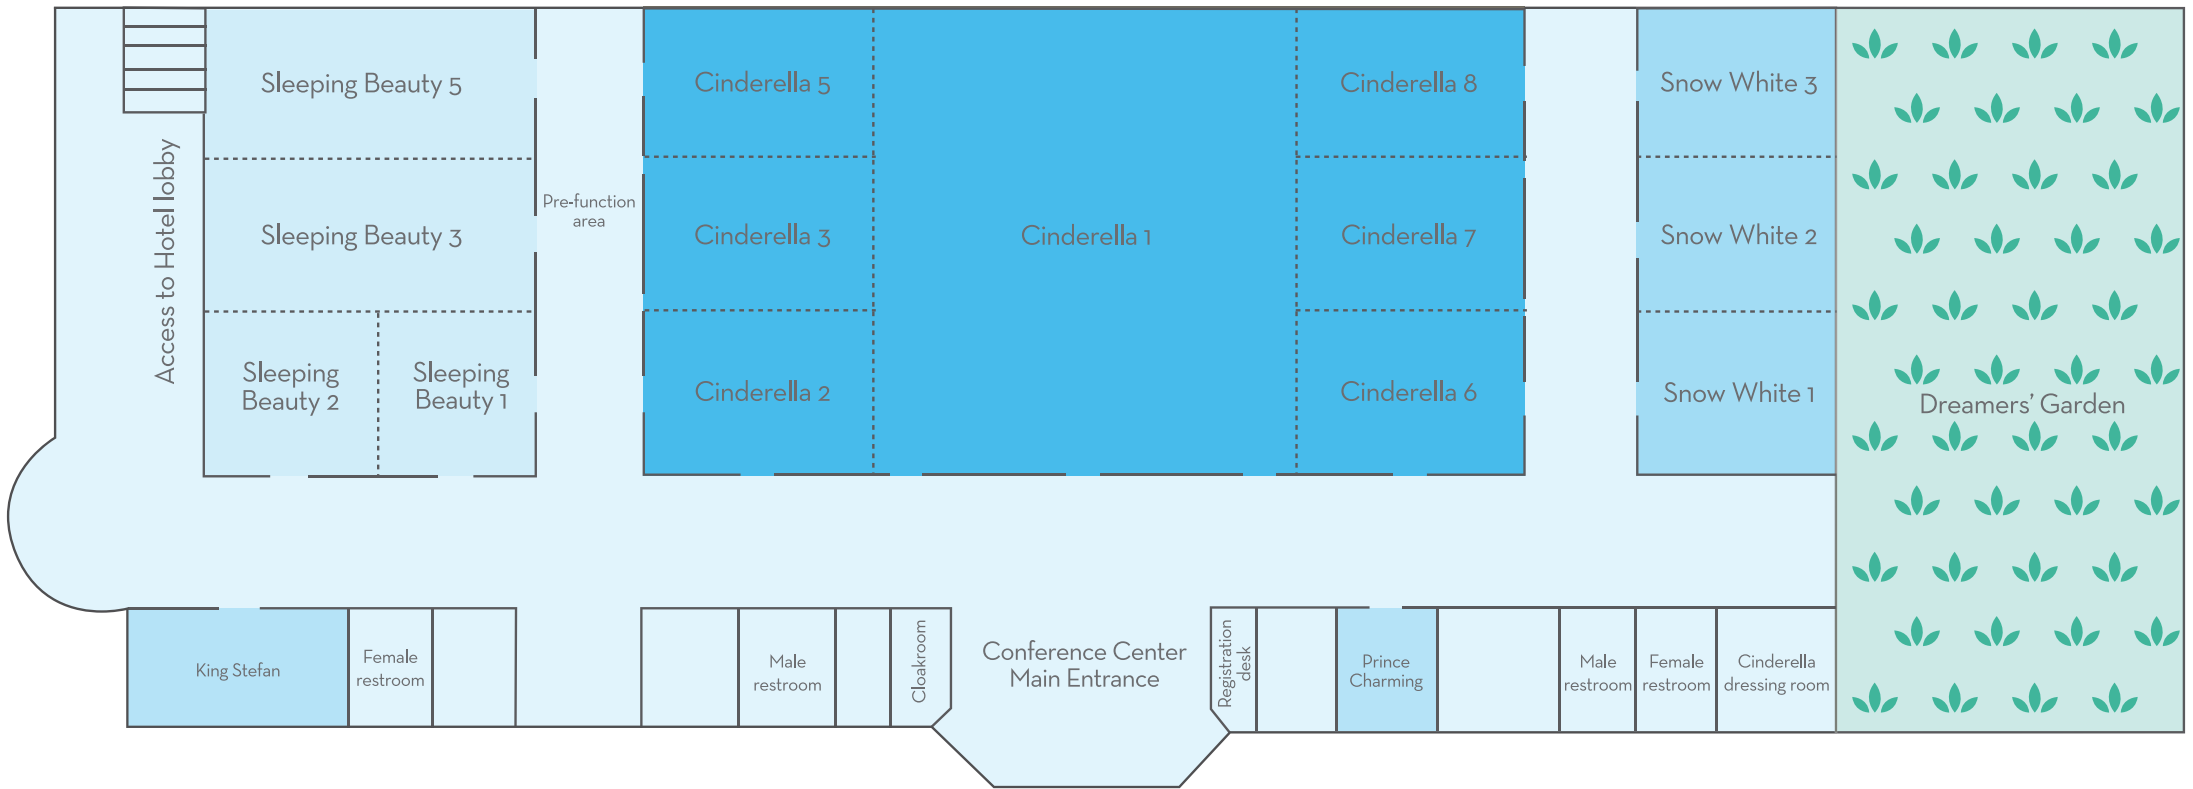 Sleeping Beauty 5
Cinderella 5
Cinderella 8
Snow White 3
Access to Hotel lobby
Sleeping Beauty 3
Pre-function
area
Cinderella 3
Cinderella 1
Cinderella 7
Snow White 2
Sleeping
Beauty 2
Sleeping
Beauty 1
Cinderella 2
Cinderella 6
Snow White 1
Dreamers' Garden
King Stefan
Female
restroom
Male
restroom
Cloakroom
Conference Center
Main Entrance
Registration
desk
Prince
Charming
Male
restroom
Female
restroom
Cinderella
dressing room